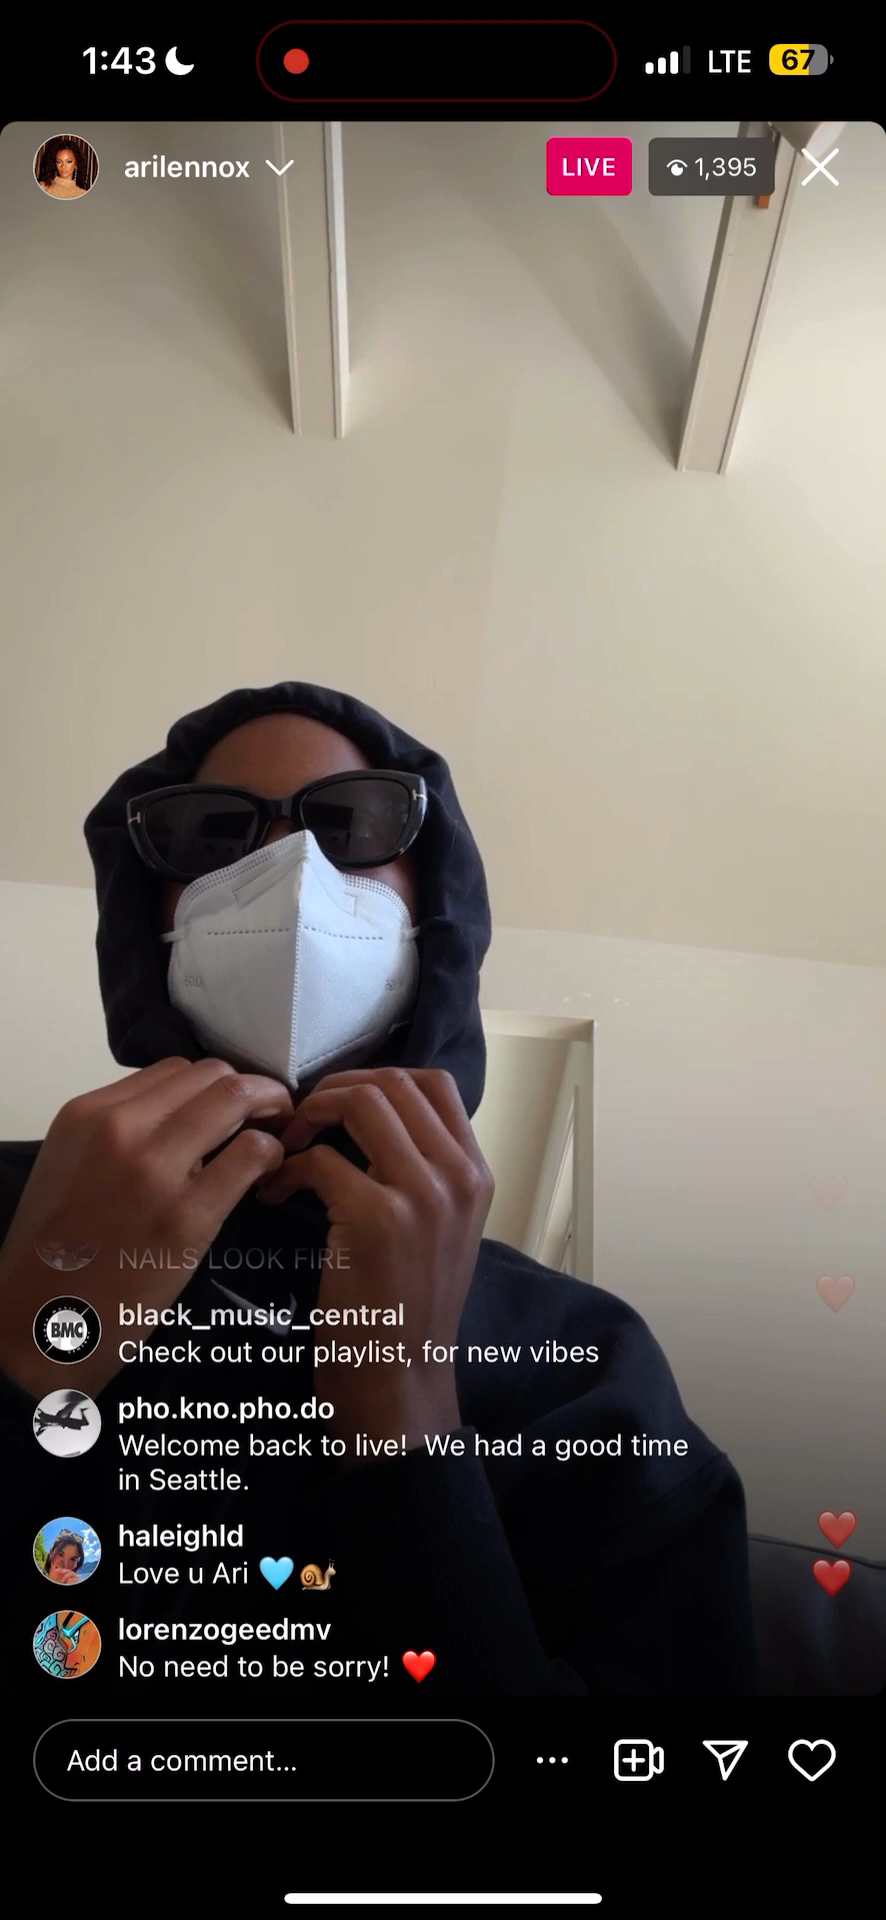 1:43
LTE
67
arilennox
LIVE
1,395
NAILS LOOK FIRE
black_music_central
BMC
Check out our playlist, for new vibes
pho.kno.pho.do
Welcome back to live! We had a good time
in Seattle.
haleighld
Love u Ari 🩵🐌
lorenzogeedmv
No need to be sorry! ❤️
Add a comment...